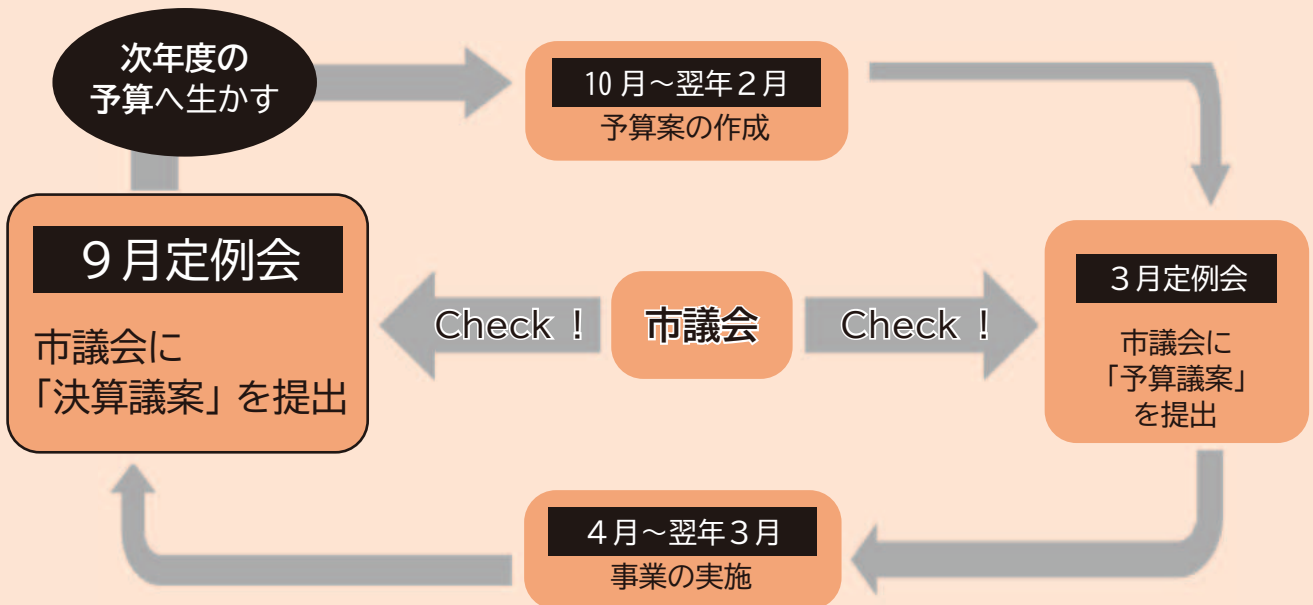 次年度の
予算へ生かす
10月～翌年2月
予算案の作成
9月定例会
市議会に
「決算議案」を提出
Check！
市議会
Check！
3月定例会
市議会に
「予算議案」
を提出
4月～翌年3月
事業の実施